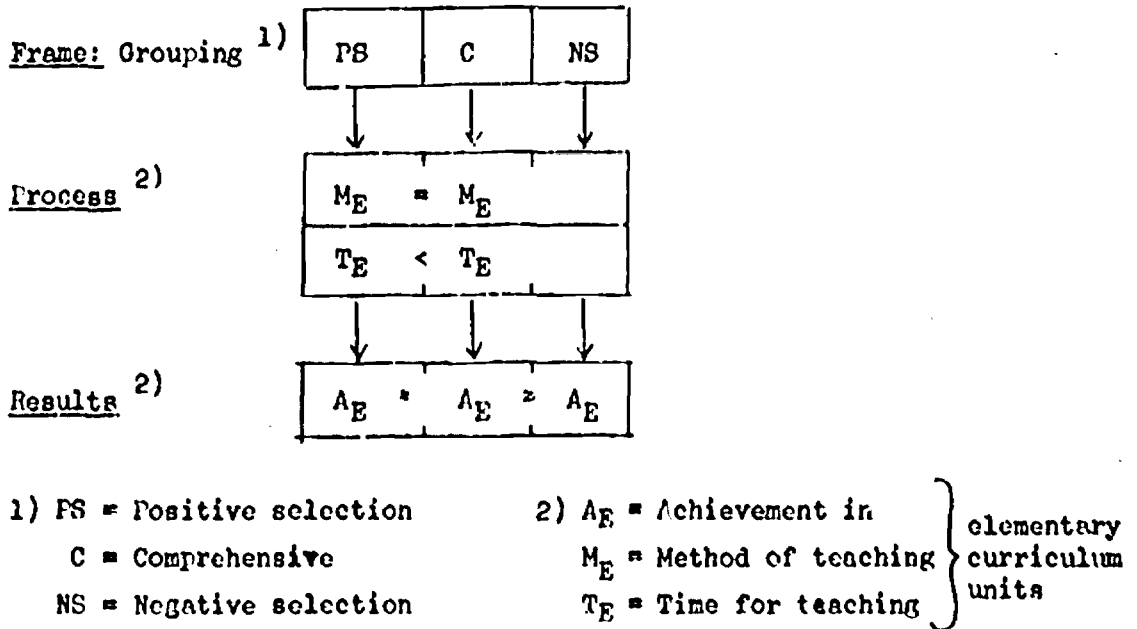 Frame: Grouping 1)
PS C NS
Process 2)
M_E = M_E
T_E < T_E
Results 2)
A_E = A_E = A_E
1) PS = Positive selection
C = Comprehensive
NS = Negative selection
2) A_E = Achievement in
M_E = Method of teaching
T_E = Time for teaching
elementary
curriculum
units